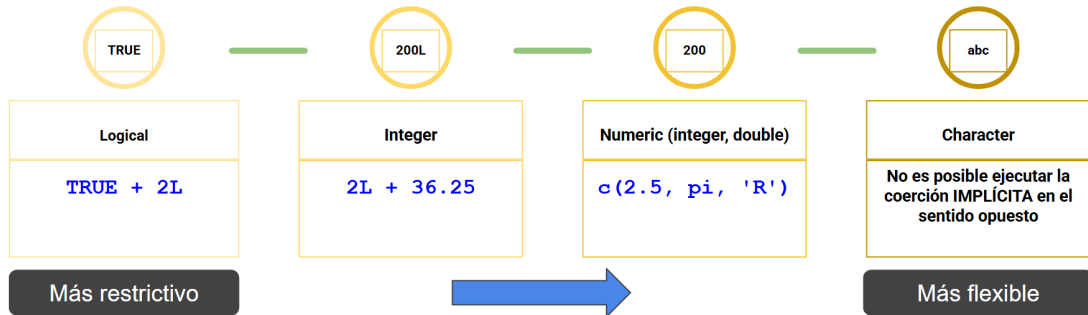 TRUE
200L
200
abc
Logical
Integer
Numeric (integer, double)
Character
TRUE + 2L
2L + 36.25
c(2.5, pi, 'R')
No es posible ejecutar la
coerción IMPLÍCITA en el
sentido opuesto
Más restrictivo
Más flexible